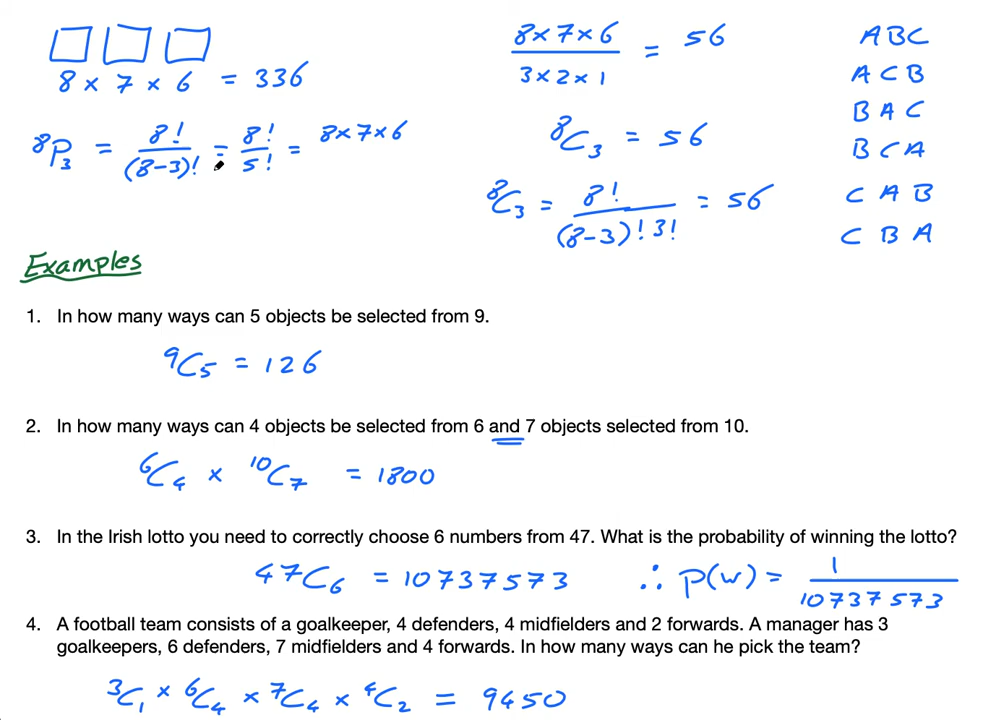 8 × 7 × 6 = 336
⁸P₃ = 8! / (8-3)! = 8! / 5! = 8×7×6
8×7×6 / 3×2×1 = 56
⁸C₃ = 56
⁸C₃ = 8! / (8-3)! 3! = 56
ABC
ACB
BAC
BCA
CAB
CBA
Examples
1. In how many ways can 5 objects be selected from 9.
⁹C₅ = 126
2. In how many ways can 4 objects be selected from 6 and 7 objects selected from 10.
⁶C₄ × ¹⁰C₇ = 1800
3. In the Irish lotto you need to correctly choose 6 numbers from 47. What is the probability of winning the lotto?
47C₆ = 10737573 ∴ P(W) = 1 / 10737573
4. A football team consists of a goalkeeper, 4 defenders, 4 midfielders and 2 forwards. A manager has 3
goalkeepers, 6 defenders, 7 midfielders and 4 forwards. In how many ways can he pick the team?
³C₁ × ⁶C₄ × ⁷C₄ × ⁴C₂ = 9450